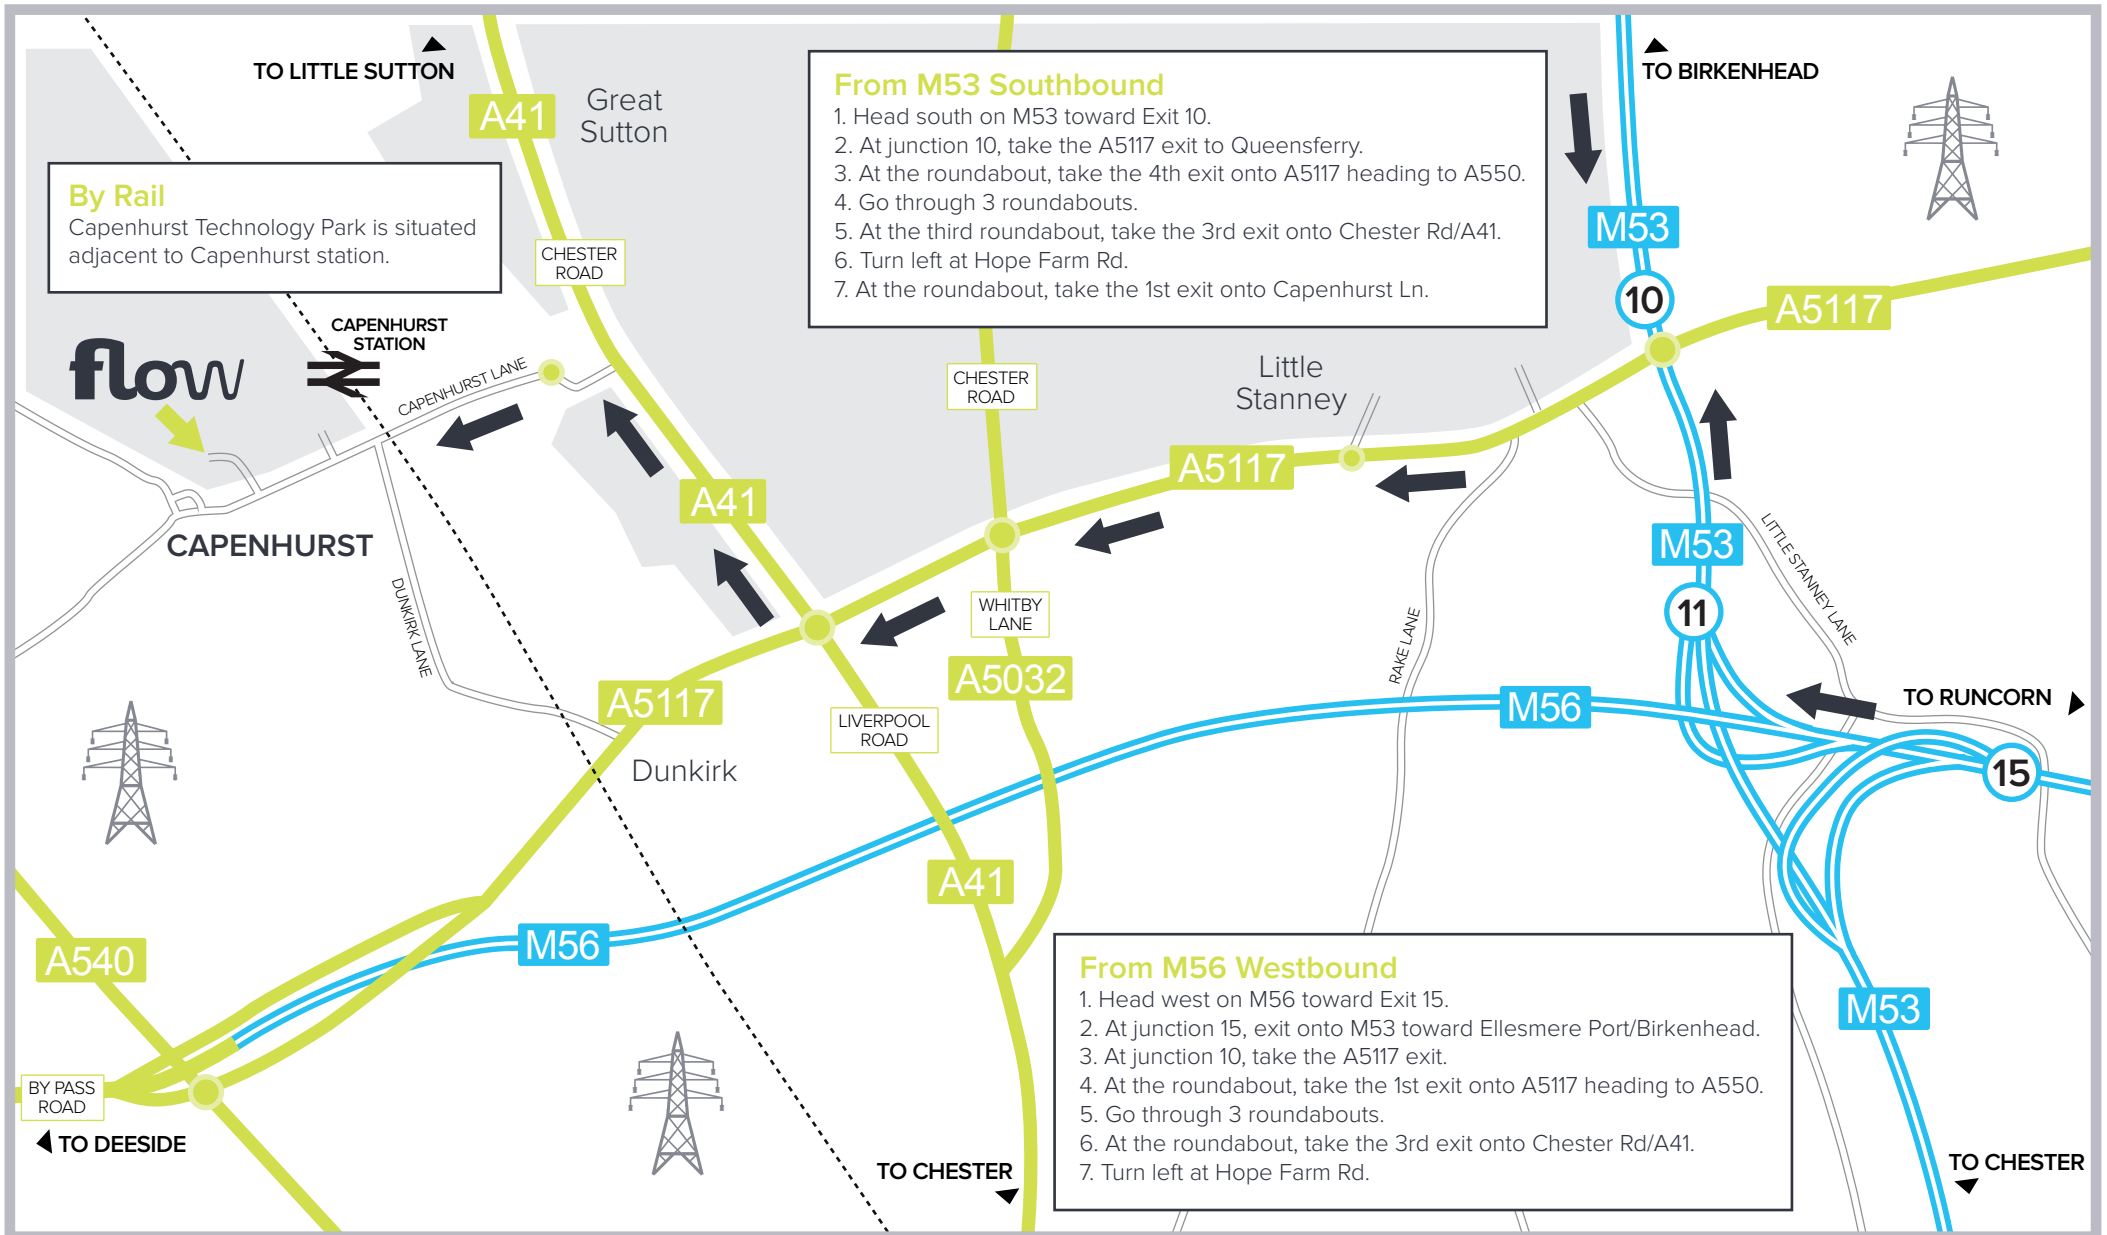 TO LITTLE SUTTON
A41
Great
Sutton
From M53 Southbound
1. Head south on M53 toward Exit 10.
2. At junction 10, take the A5117 exit to Queensferry.
3. At the roundabout, take the 4th exit onto A5117 heading to A550.
4. Go through 3 roundabouts.
5. At the third roundabout, take the 3rd exit onto Chester Rd/A41.
6. Turn left at Hope Farm Rd.
7. At the roundabout, take the 1st exit onto Capenhurst Ln.
TO BIRKENHEAD
M53
10
A5117
By Rail
Capenhurst Technology Park is situated
adjacent to Capenhurst station.
CHESTER
ROAD
CAPENHURST
STATION
flow
CAPENHURST LANE
CHESTER
ROAD
Little
Stanney
A5117
A41
CAPENHURST
DUNKIRK LANE
M53
LITTLE STANNEY LANE
11
WHITBY
LANE
RAKE LANE
A5032
A5117
LIVERPOOL
ROAD
M56
TO RUNCORN
15
Dunkirk
A41
M56
A540
From M56 Westbound
1. Head west on M56 toward Exit 15.
2. At junction 15, exit onto M53 toward Ellesmere Port/Birkenhead.
3. At junction 10, take the A5117 exit.
4. At the roundabout, take the 1st exit onto A5117 heading to A550.
5. Go through 3 roundabouts.
6. At the roundabout, take the 3rd exit onto Chester Rd/A41.
7. Turn left at Hope Farm Rd.
M53
BY PASS
ROAD
TO DEESIDE
TO CHESTER
TO CHESTER